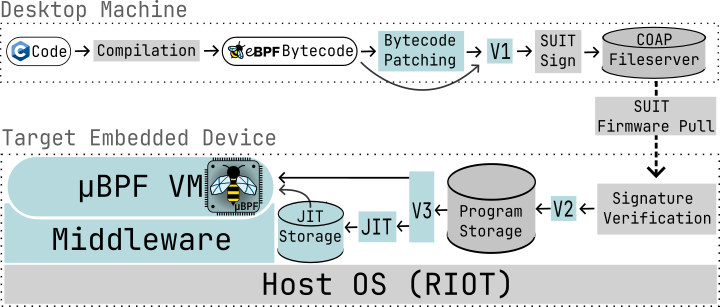 Desktop Machine
C Code
Compilation
eBPF Bytecode
Bytecode
Patching
V1
SUIT
Sign
COAP
Fileserver
SUIT
Firmware Pull
Target Embedded Device
µBPF VM
µBPF
Middleware
JIT
Storage
JIT
V3
Program
Storage
V2
Signature
Verification
Host OS (RIOT)